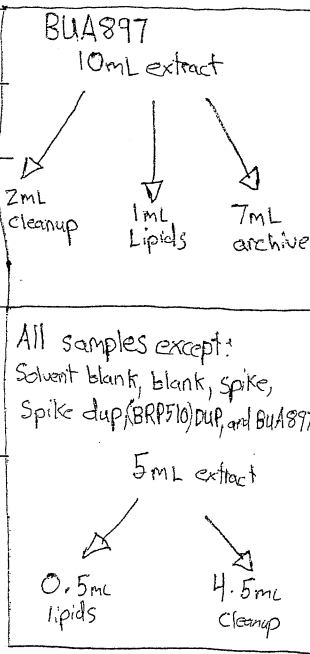 BUA897
10mL extract
2mL
Cleanup
1mL
Lipids
7mL
archive
All samples except:
Solvent blank, blank, spike,
Spike dup, (BRP510) DUP, and BUA897
5mL extract
0.5mL
lipids
4.5mL
Cleanup